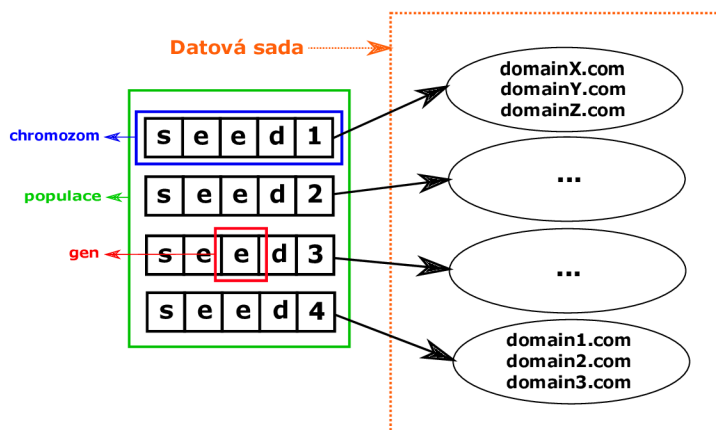 Datová sada
domainX.com
domainY.com
domainZ.com
chromozom
s e e d 1
populace
s e e d 2
...
gen
s e e d 3
...
s e e d 4
domain1.com
domain2.com
domain3.com